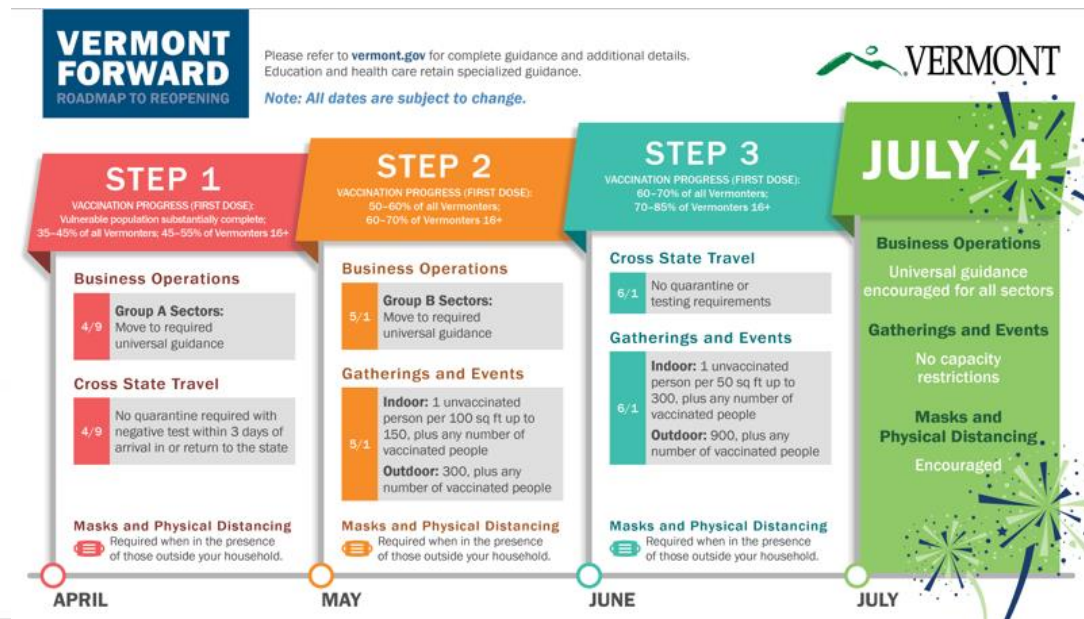 VERMONT
FORWARD
ROADMAP TO REOPENING
Please refer to vermont.gov for complete guidance and additional details.
Education and health care retain specialized guidance.
Note: All dates are subject to change.
VERMONT
STEP 1
VACCINATION PROGRESS (FIRST DOSE):
Vulnerable population substantially complete;
35–45% of all Vermonters; 45–55% of Vermonters 16+
Business Operations
4/9
Group A Sectors:
Move to required
universal guidance
Cross State Travel
4/9
No quarantine required with
negative test within 3 days of
arrival in or return to the state
Masks and Physical Distancing
Required when in the presence
of those outside your household.
APRIL
STEP 2
VACCINATION PROGRESS (FIRST DOSE):
50–60% of all Vermonters;
60–70% of Vermonters 16+
Business Operations
5/1
Group B Sectors:
Move to required
universal guidance
Gatherings and Events
5/1
Indoor: 1 unvaccinated
person per 100 sq ft up to
150, plus any number of
vaccinated people
Outdoor: 300, plus any
number of vaccinated people
Masks and Physical Distancing
Required when in the presence
of those outside your household.
MAY
STEP 3
VACCINATION PROGRESS (FIRST DOSE):
60–70% of all Vermonters;
70–85% of Vermonters 16+
Cross State Travel
6/1
No quarantine or
testing requirements
Gatherings and Events
6/1
Indoor: 1 unvaccinated
person per 50 sq ft up to
300, plus any number of
vaccinated people
Outdoor: 900, plus any
number of vaccinated people
Masks and Physical Distancing
Required when in the presence
of those outside your household.
JUNE
JULY 4
Business Operations
Universal guidance
encouraged for all sectors
Gatherings and Events
No capacity
restrictions
Masks and
Physical Distancing
Encouraged
JULY